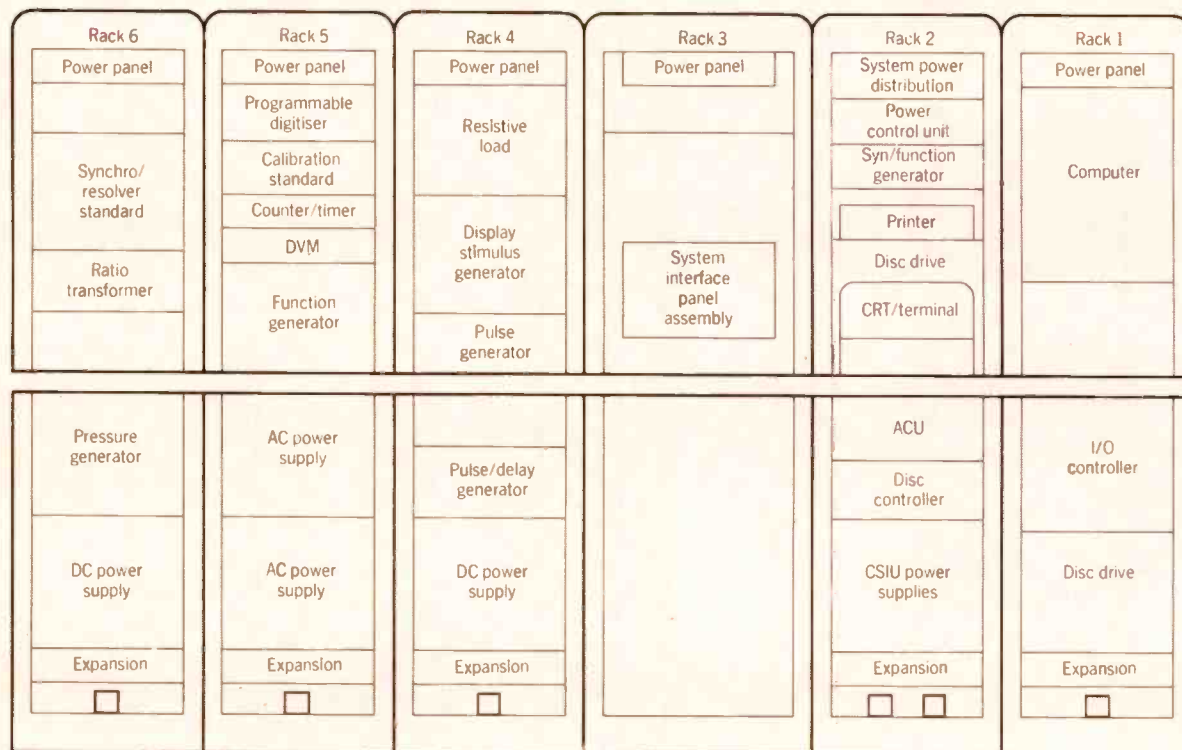 Rack 6
Power panel
Synchro/
resolver
standard
Ratio
transformer
Pressure
generator
DC power
supply
Expansion
Rack 5
Power panel
Programmable
digitiser
Calibration
standard
Counter/timer
DVM
Function
generator
AC power
supply
AC power
supply
Expansion
Rack 4
Power panel
Resistive
load
Display
stimulus
generator
Pulse
generator
Pulse/delay
generator
DC power
supply
Expansion
Rack 3
Power panel
System
interface
panel
assembly
Rack 2
System power
distribution
Power
control unit
Syn/function
generator
Printer
Disc drive
CRT/terminal
ACU
Disc
controller
CSIU power
supplies
Expansion
Rack 1
Power panel
Computer
I/O
controller
Disc drive
Expansion